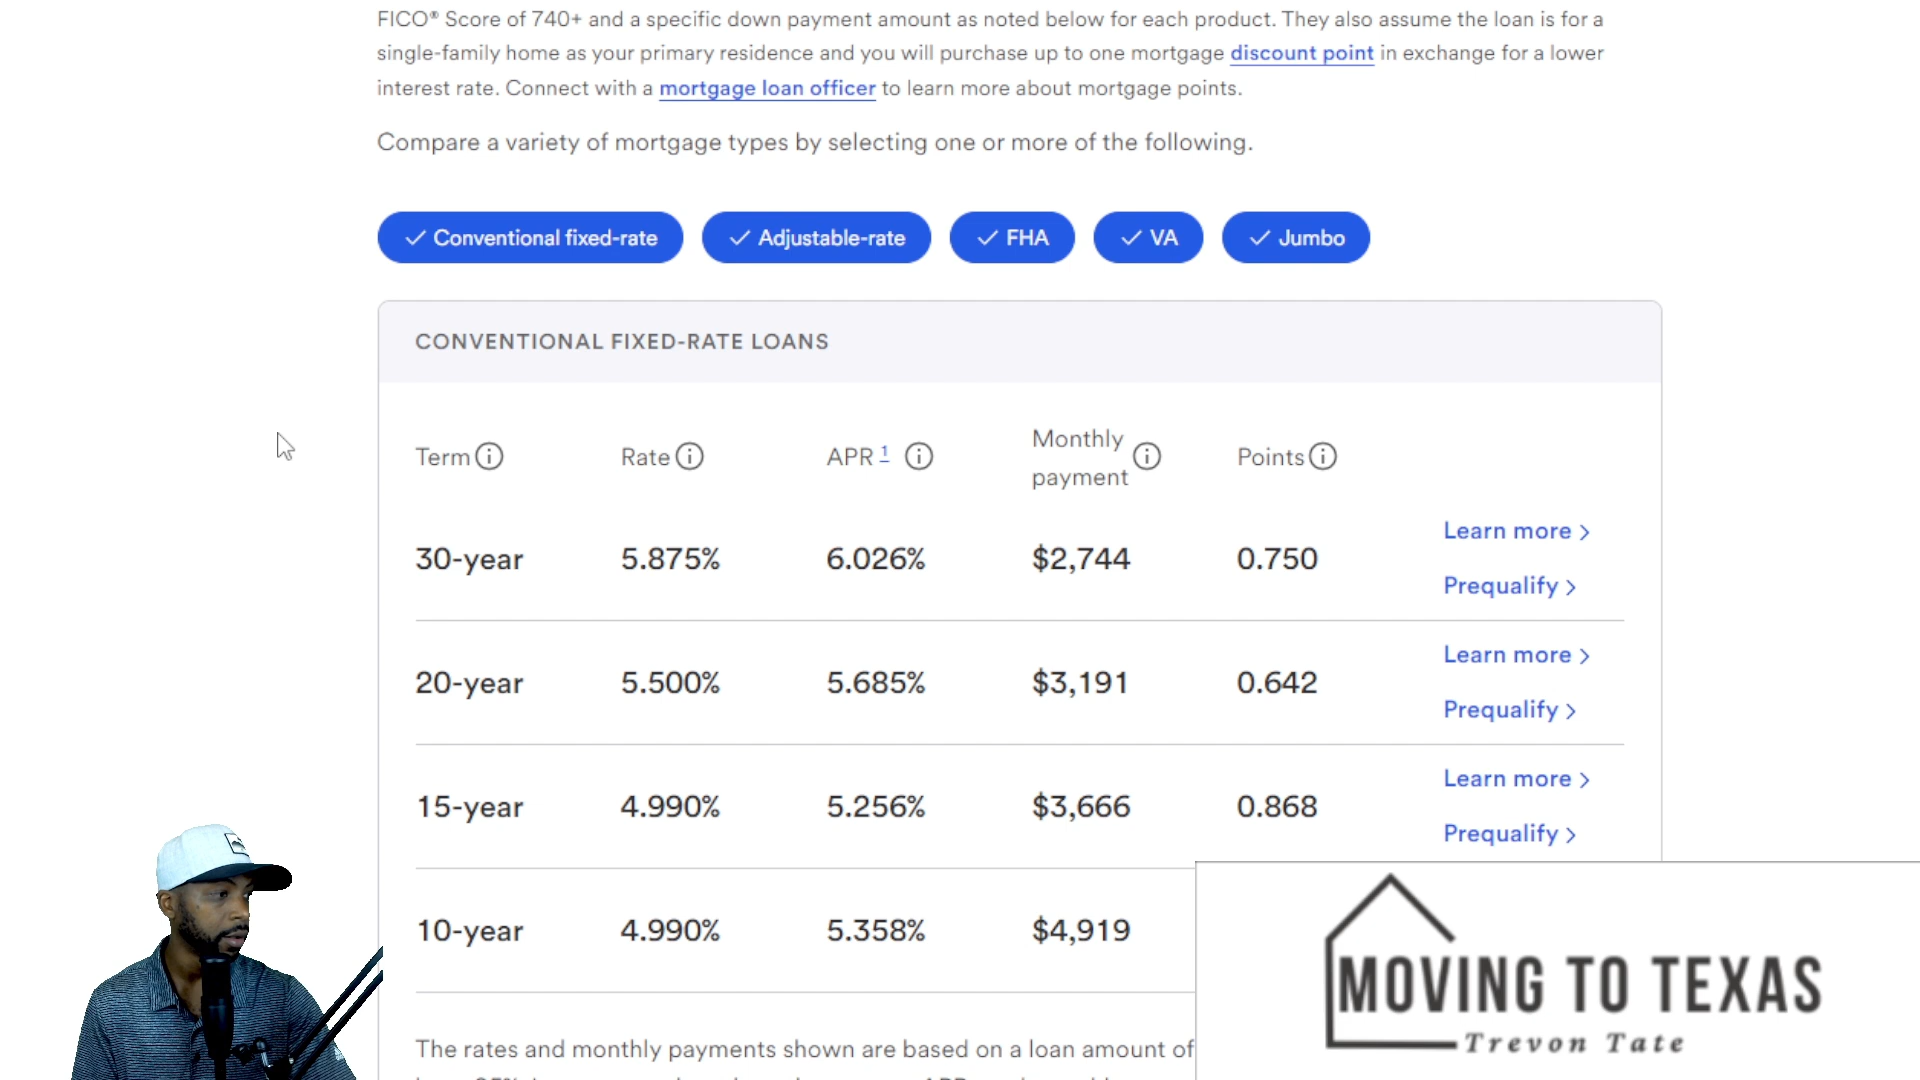 FICO® Score of 740+ and a specific down payment amount as noted below for each product. They also assume the loan is for a
single-family home as your primary residence and you will purchase up to one mortgage discount point in exchange for a lower
interest rate. Connect with a mortgage loan officer to learn more about mortgage points.
Compare a variety of mortgage types by selecting one or more of the following.
Conventional fixed-rate Adjustable-rate FHA VA Jumbo
CONVENTIONAL FIXED-RATE LOANS
Term Rate APR 1 Monthly payment Points
30-year 5.875% 6.026% $2,744 0.750 Learn more
Prequalify
20-year 5.500% 5.685% $3,191 0.642 Learn more
Prequalify
15-year 4.990% 5.256% $3,666 0.868 Learn more
Prequalify
10-year 4.990% 5.358% $4,919
The rates and monthly payments shown are based on a loan amount of
MOVING TO TEXAS
Trevon Tate